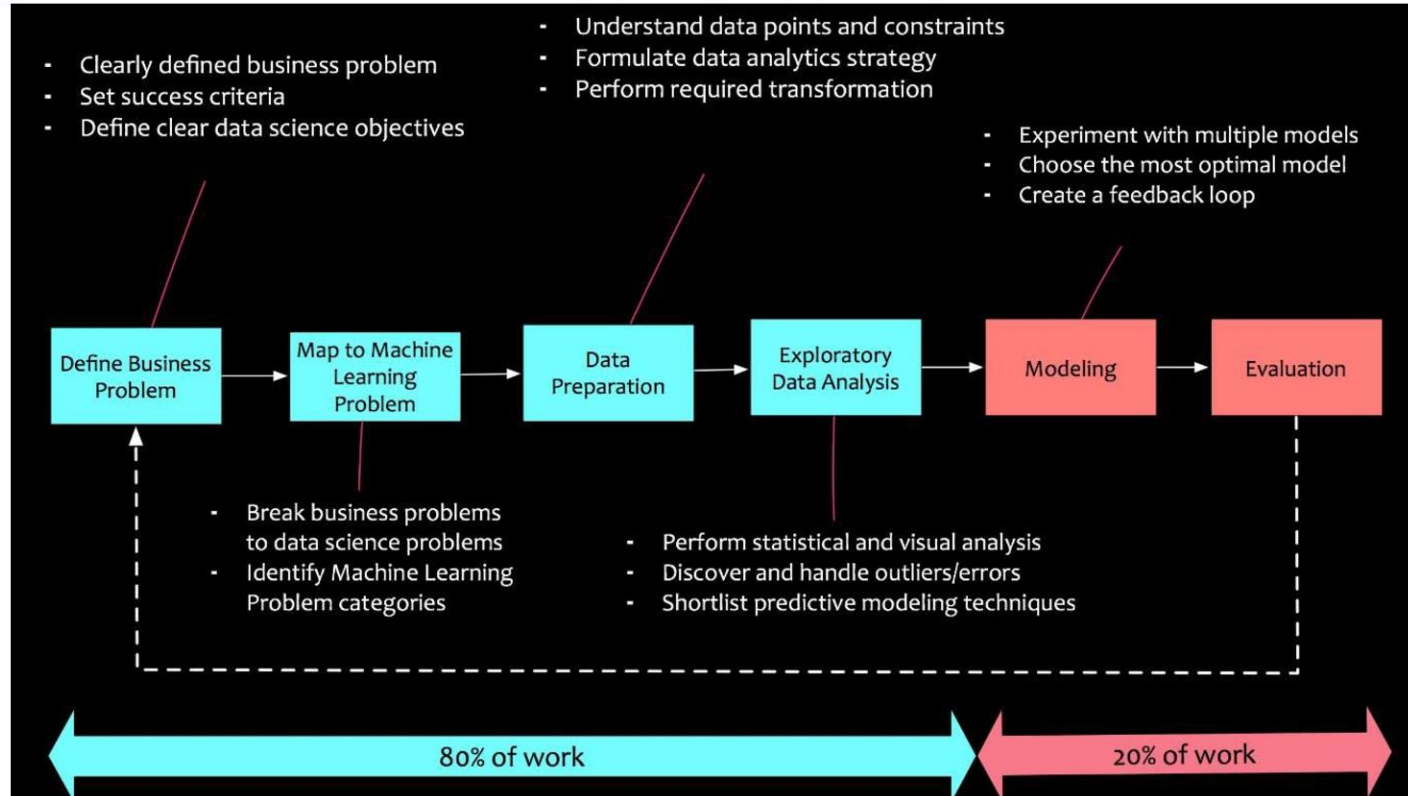 - Understand data points and constraints
- Formulate data analytics strategy
- Perform required transformation
- Clearly defined business problem
- Set success criteria
- Define clear data science objectives
- Experiment with multiple models
- Choose the most optimal model
- Create a feedback loop
Define Business
Problem
Map to Machine
Learning
Problem
Data
Preparation
Exploratory
Data Analysis
Modeling
Evaluation
- Break business problems
to data science problems
- Identify Machine Learning
Problem categories
- Perform statistical and visual analysis
- Discover and handle outliers/errors
- Shortlist predictive modeling techniques
80% of work
20% of work